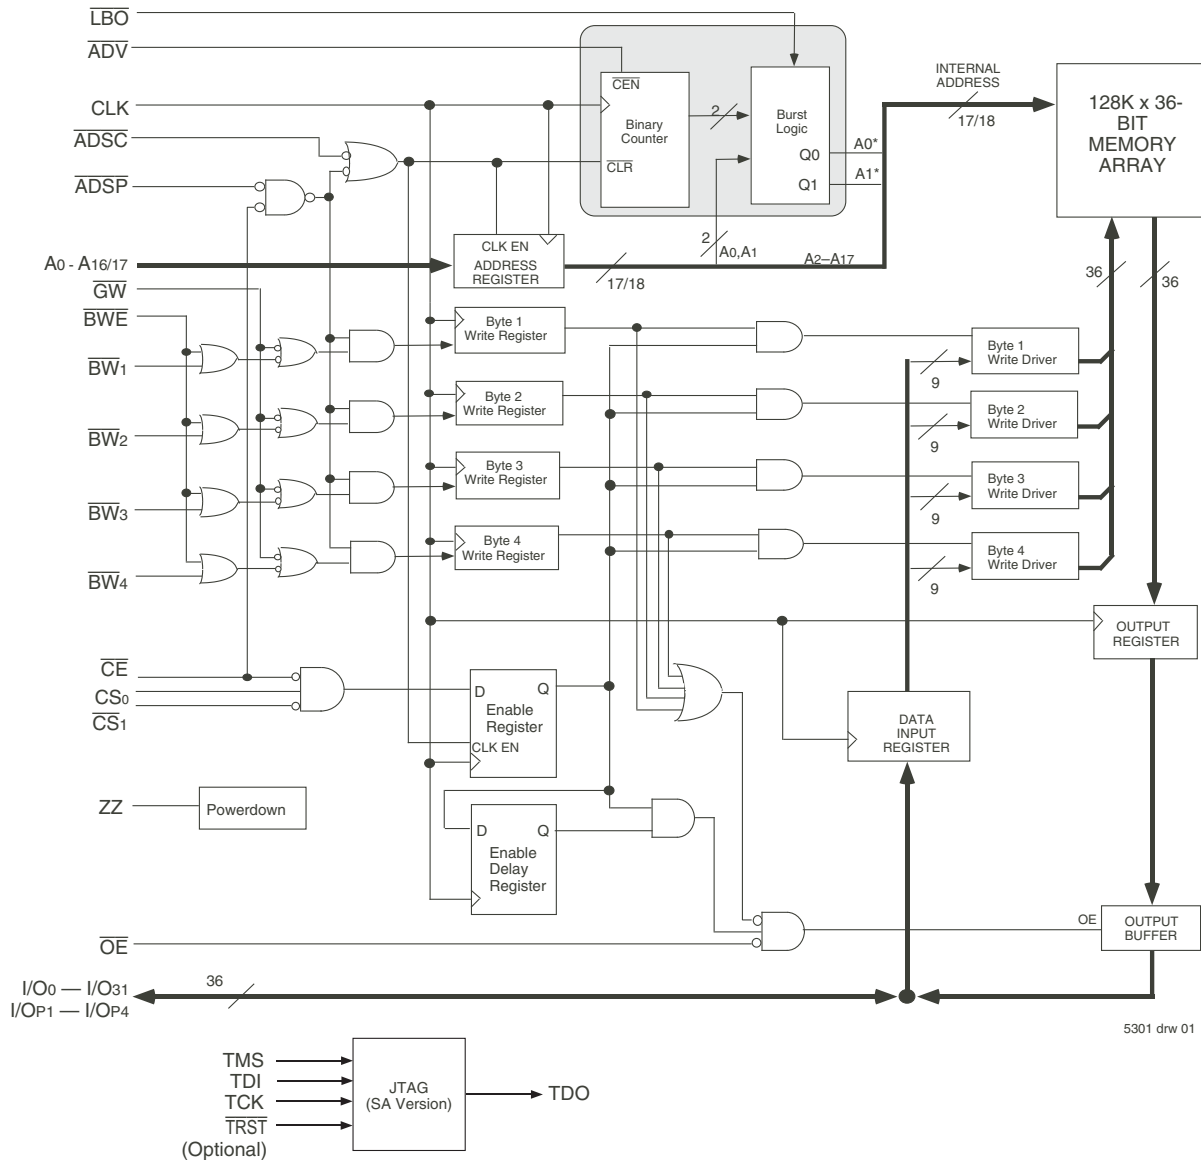 LBO
ADV
CLK
ADSC
ADSP
CEN
Binary
Counter
CLR
2
Burst
Logic
Q0
Q1
A0*
A1*
INTERNAL
ADDRESS
17/18
128K x 36-
BIT
MEMORY
ARRAY
A0 - A16/17
CLK EN
ADDRESS
REGISTER
17/18
2
A0,A1
A2–A17
36
36
GW
BWE
BW1
BW2
BW3
BW4
Byte 1
Write Register
Byte 2
Write Register
Byte 3
Write Register
Byte 4
Write Register
Byte 1
Write Driver
9
Byte 2
Write Driver
9
Byte 3
Write Driver
9
Byte 4
Write Driver
9
OUTPUT
REGISTER
CE
CS0
CS1
D Q
Enable
Register
CLK EN
DATA
INPUT
REGISTER
ZZ
Powerdown
D Q
Enable
Delay
Register
OE
OE
OUTPUT
BUFFER
I/O0 — I/O31
I/OP1 — I/OP4
36
5301 drw 01
TMS
TDI
TCK
TRST
(Optional)
JTAG
(SA Version)
TDO